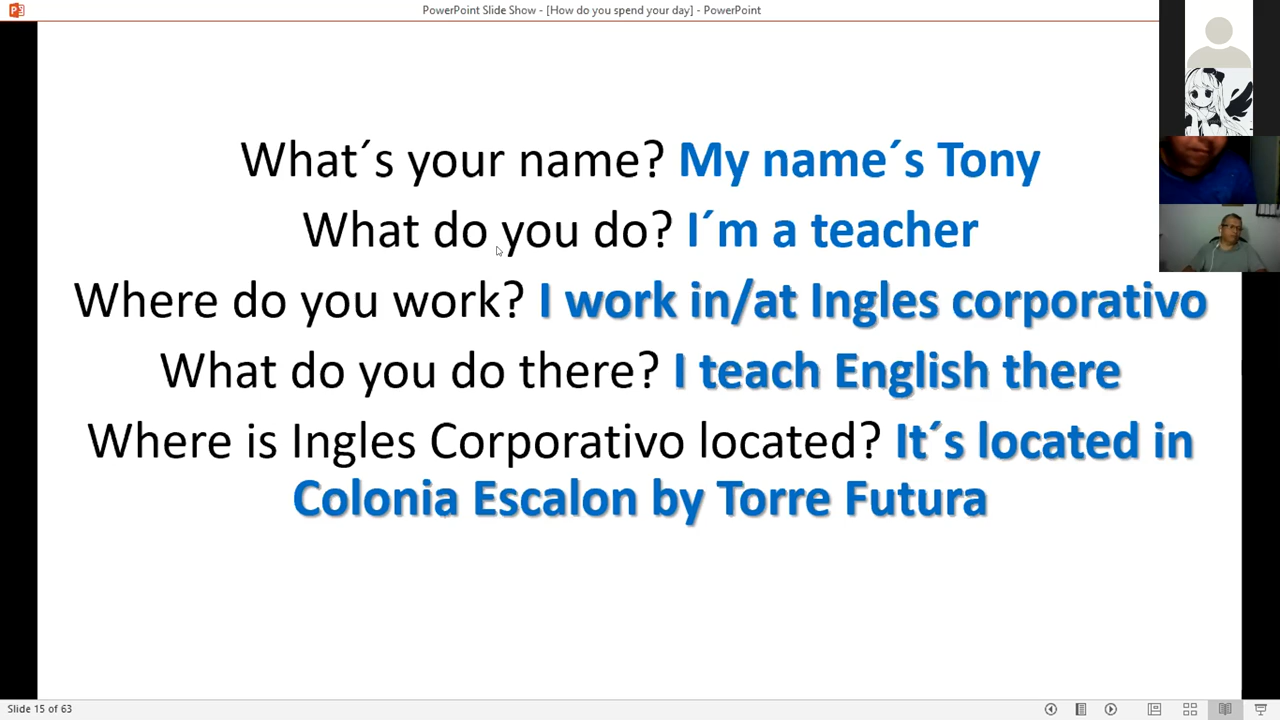 PowerPoint Slide Show - [How do you spend your day] - PowerPoint
What´s your name? My name´s Tony
What do you do? I´m a teacher
Where do you work? I work in/at Ingles corporativo
What do you do there? I teach English there
Where is Ingles Corporativo located? It´s located in
Colonia Escalon by Torre Futura
Slide 15 of 63